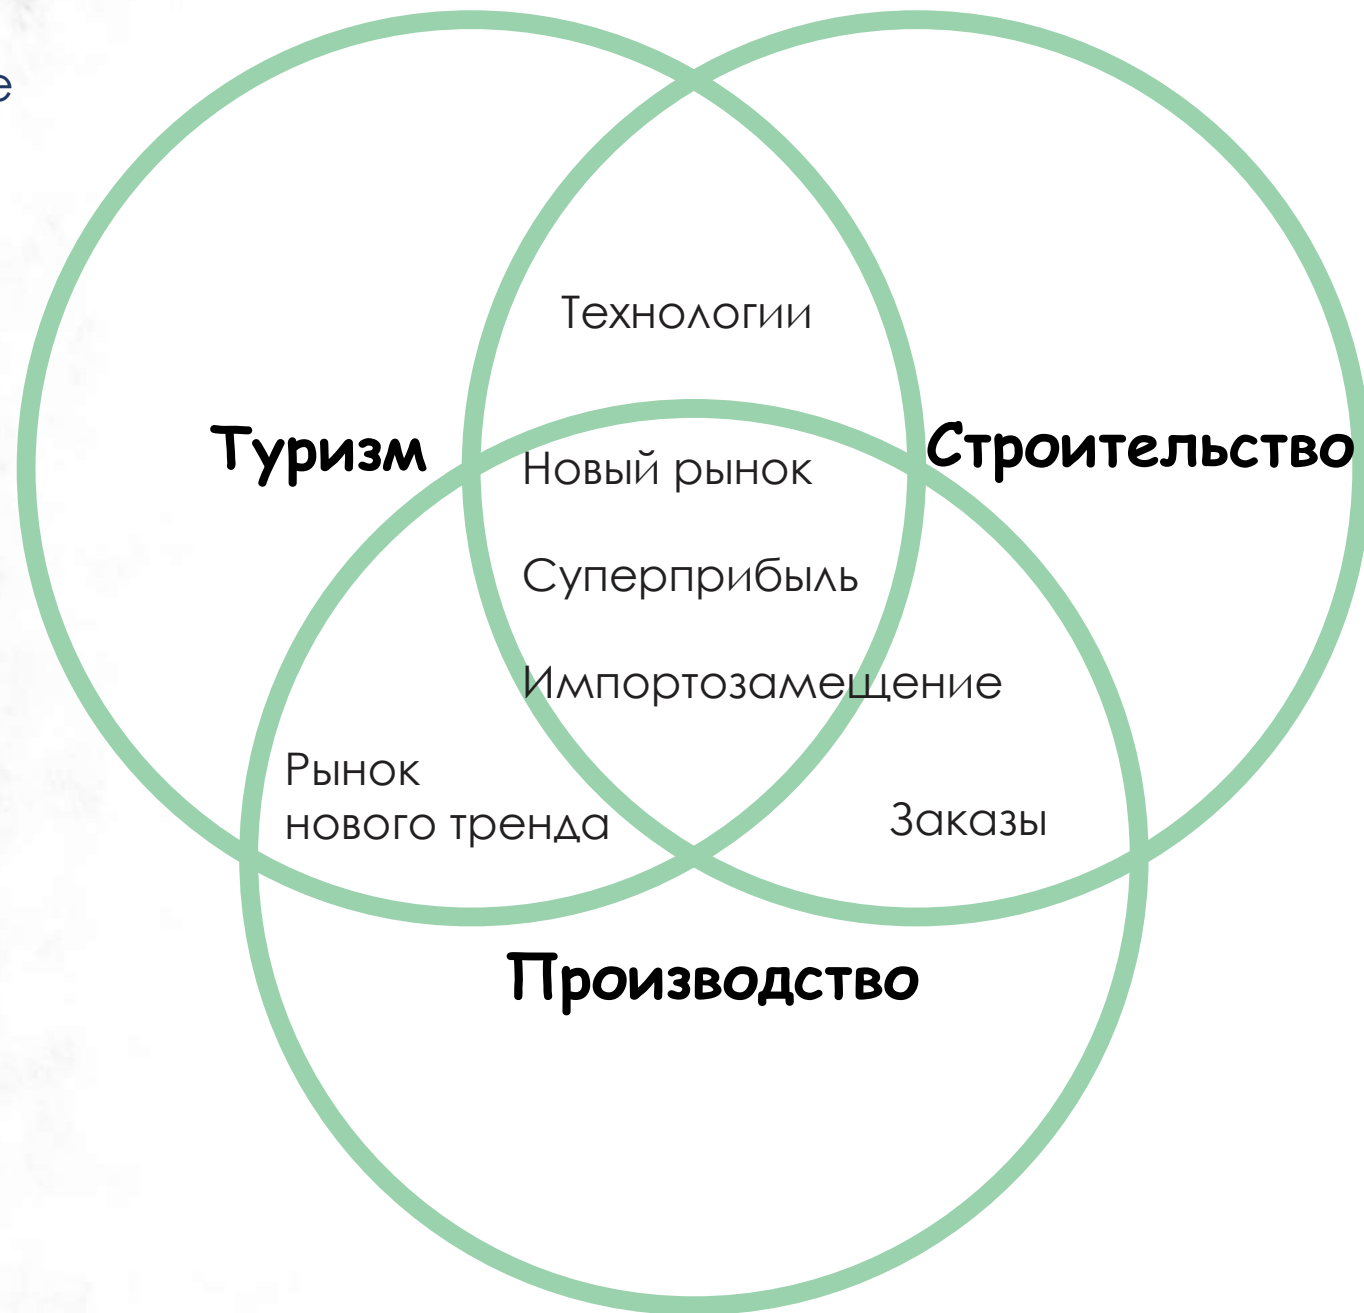 е
Технологии
Туризм
Строительство
Новый рынок
Суперприбыль
Импортозамещение
Рынок
нового тренда
Заказы
Производство